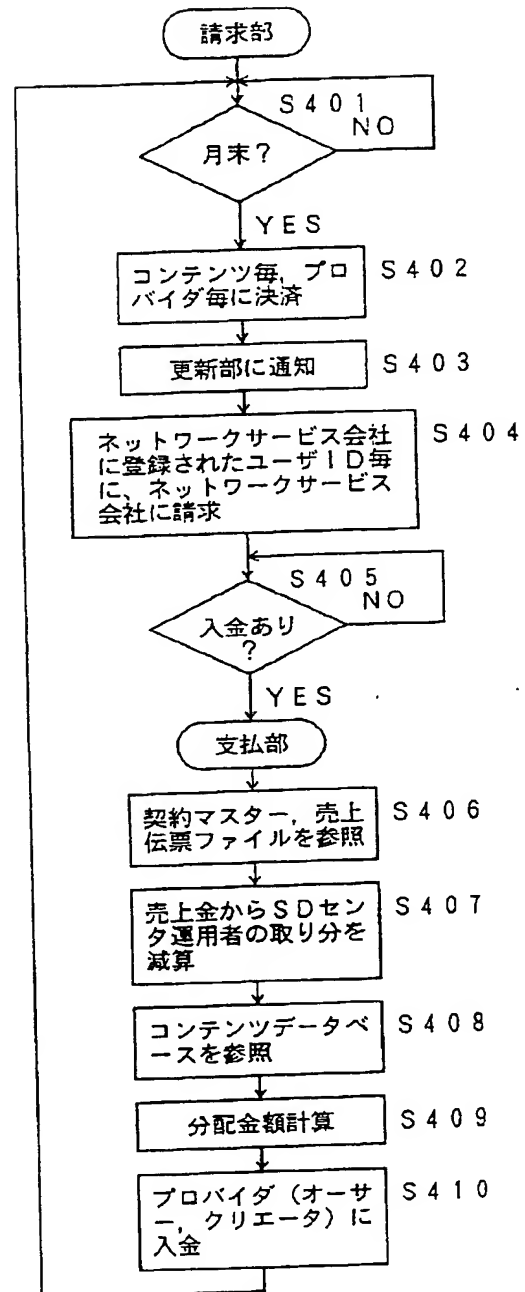 請求部
S401
NO
月末?
YES
コンテンツ毎，プロ
バイダ毎に決済
S402
更新部に通知
S403
ネットワークサービス会社
に登録されたユーザID毎
に、ネットワークサービス
会社に請求
S404
S405
NO
入金あり
?
YES
支払部
契約マスター，売上
伝票ファイルを参照
S406
売上金からSDセン
タ運用者の取り分を
減算
S407
コンテンツデータベ
ースを参照
S408
分配金額計算
S409
プロバイダ（オーサ
ー，クリエータ）に
入金
S410